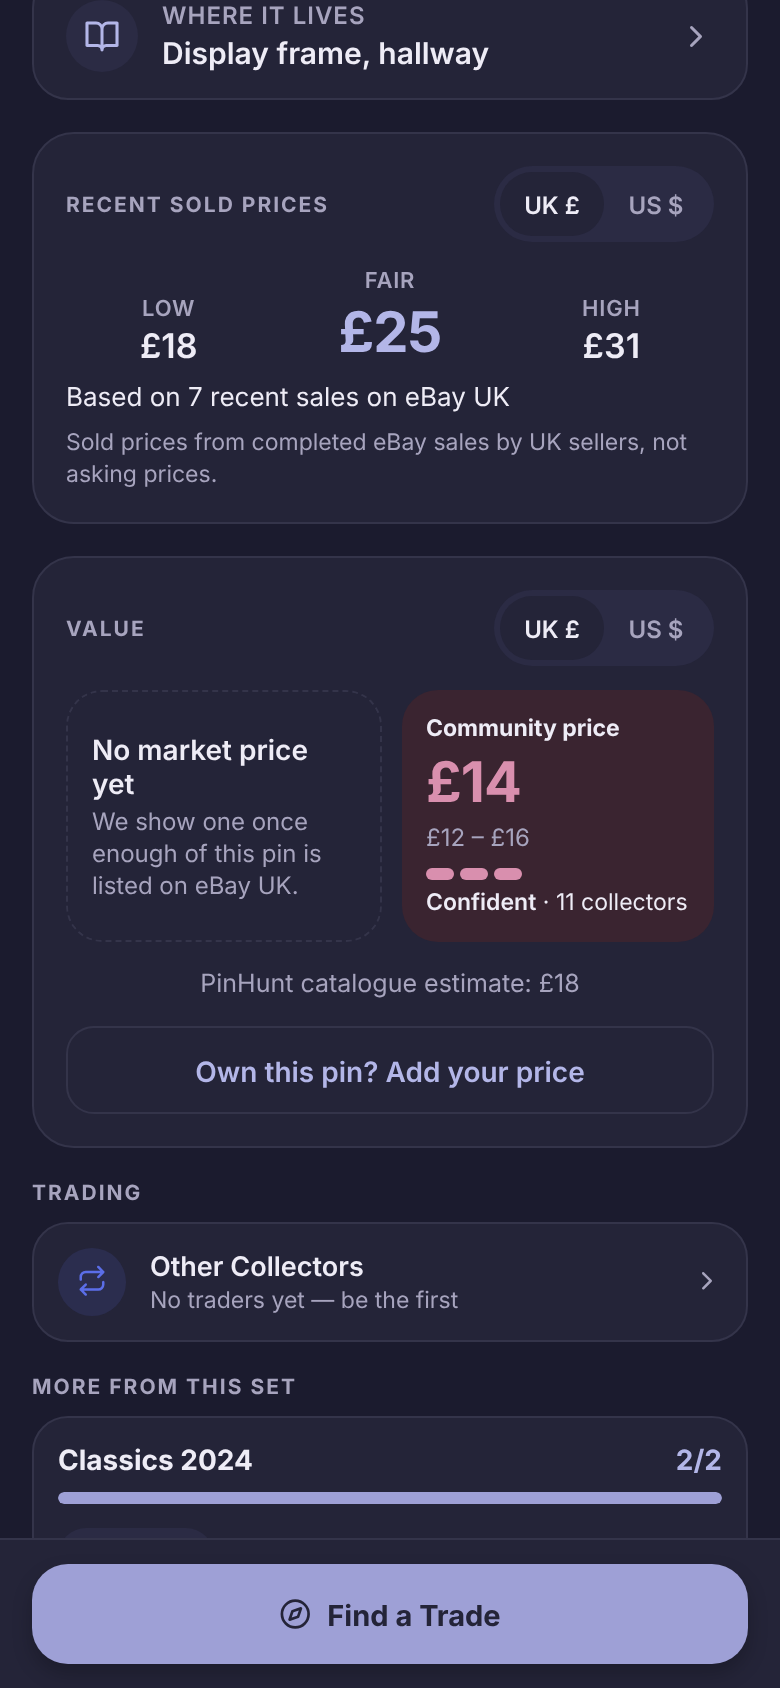 WHERE IT LIVES
Display frame, hallway
RECENT SOLD PRICES
UK £
US $
LOW
£18
FAIR
£25
HIGH
£31
Based on 7 recent sales on eBay UK
Sold prices from completed eBay sales by UK sellers, not
asking prices.
VALUE
UK £
US $
No market price
yet
We show one once
enough of this pin is
listed on eBay UK.
Community price
£14
£12 – £16
Confident · 11 collectors
PinHunt catalogue estimate: £18
Own this pin? Add your price
TRADING
Other Collectors
No traders yet — be the first
MORE FROM THIS SET
Classics 2024
2/2
Find a Trade